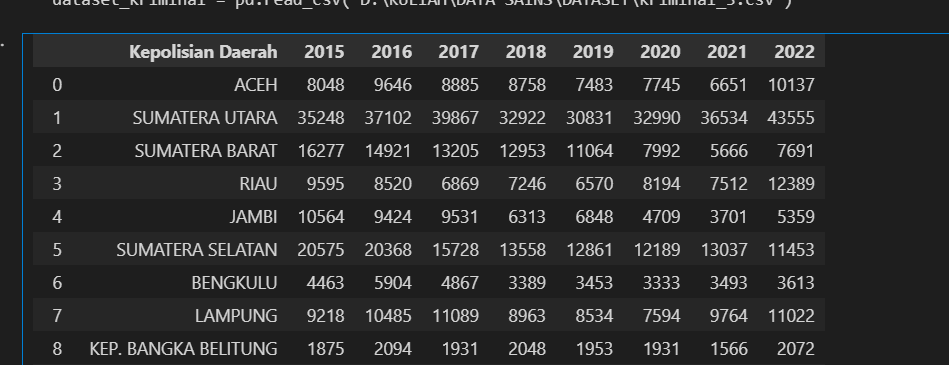 dataset_kriminal = pd.read_csv( D:\KULIAH\DATA SAINS\DATASET\kriminal_3.csv )
Kepolisian Daerah 2015 2016 2017 2018 2019 2020 2021 2022
0 ACEH 8048 9646 8885 8758 7483 7745 6651 10137
1 SUMATERA UTARA 35248 37102 39867 32922 30831 32990 36534 43555
2 SUMATERA BARAT 16277 14921 13205 12953 11064 7992 5666 7691
3 RIAU 9595 8520 6869 7246 6570 8194 7512 12389
4 JAMBI 10564 9424 9531 6313 6848 4709 3701 5359
5 SUMATERA SELATAN 20575 20368 15728 13558 12861 12189 13037 11453
6 BENGKULU 4463 5904 4867 3389 3453 3333 3493 3613
7 LAMPUNG 9218 10485 11089 8963 8534 7594 9764 11022
8 KEP. BANGKA BELITUNG 1875 2094 1931 2048 1953 1931 1566 2072